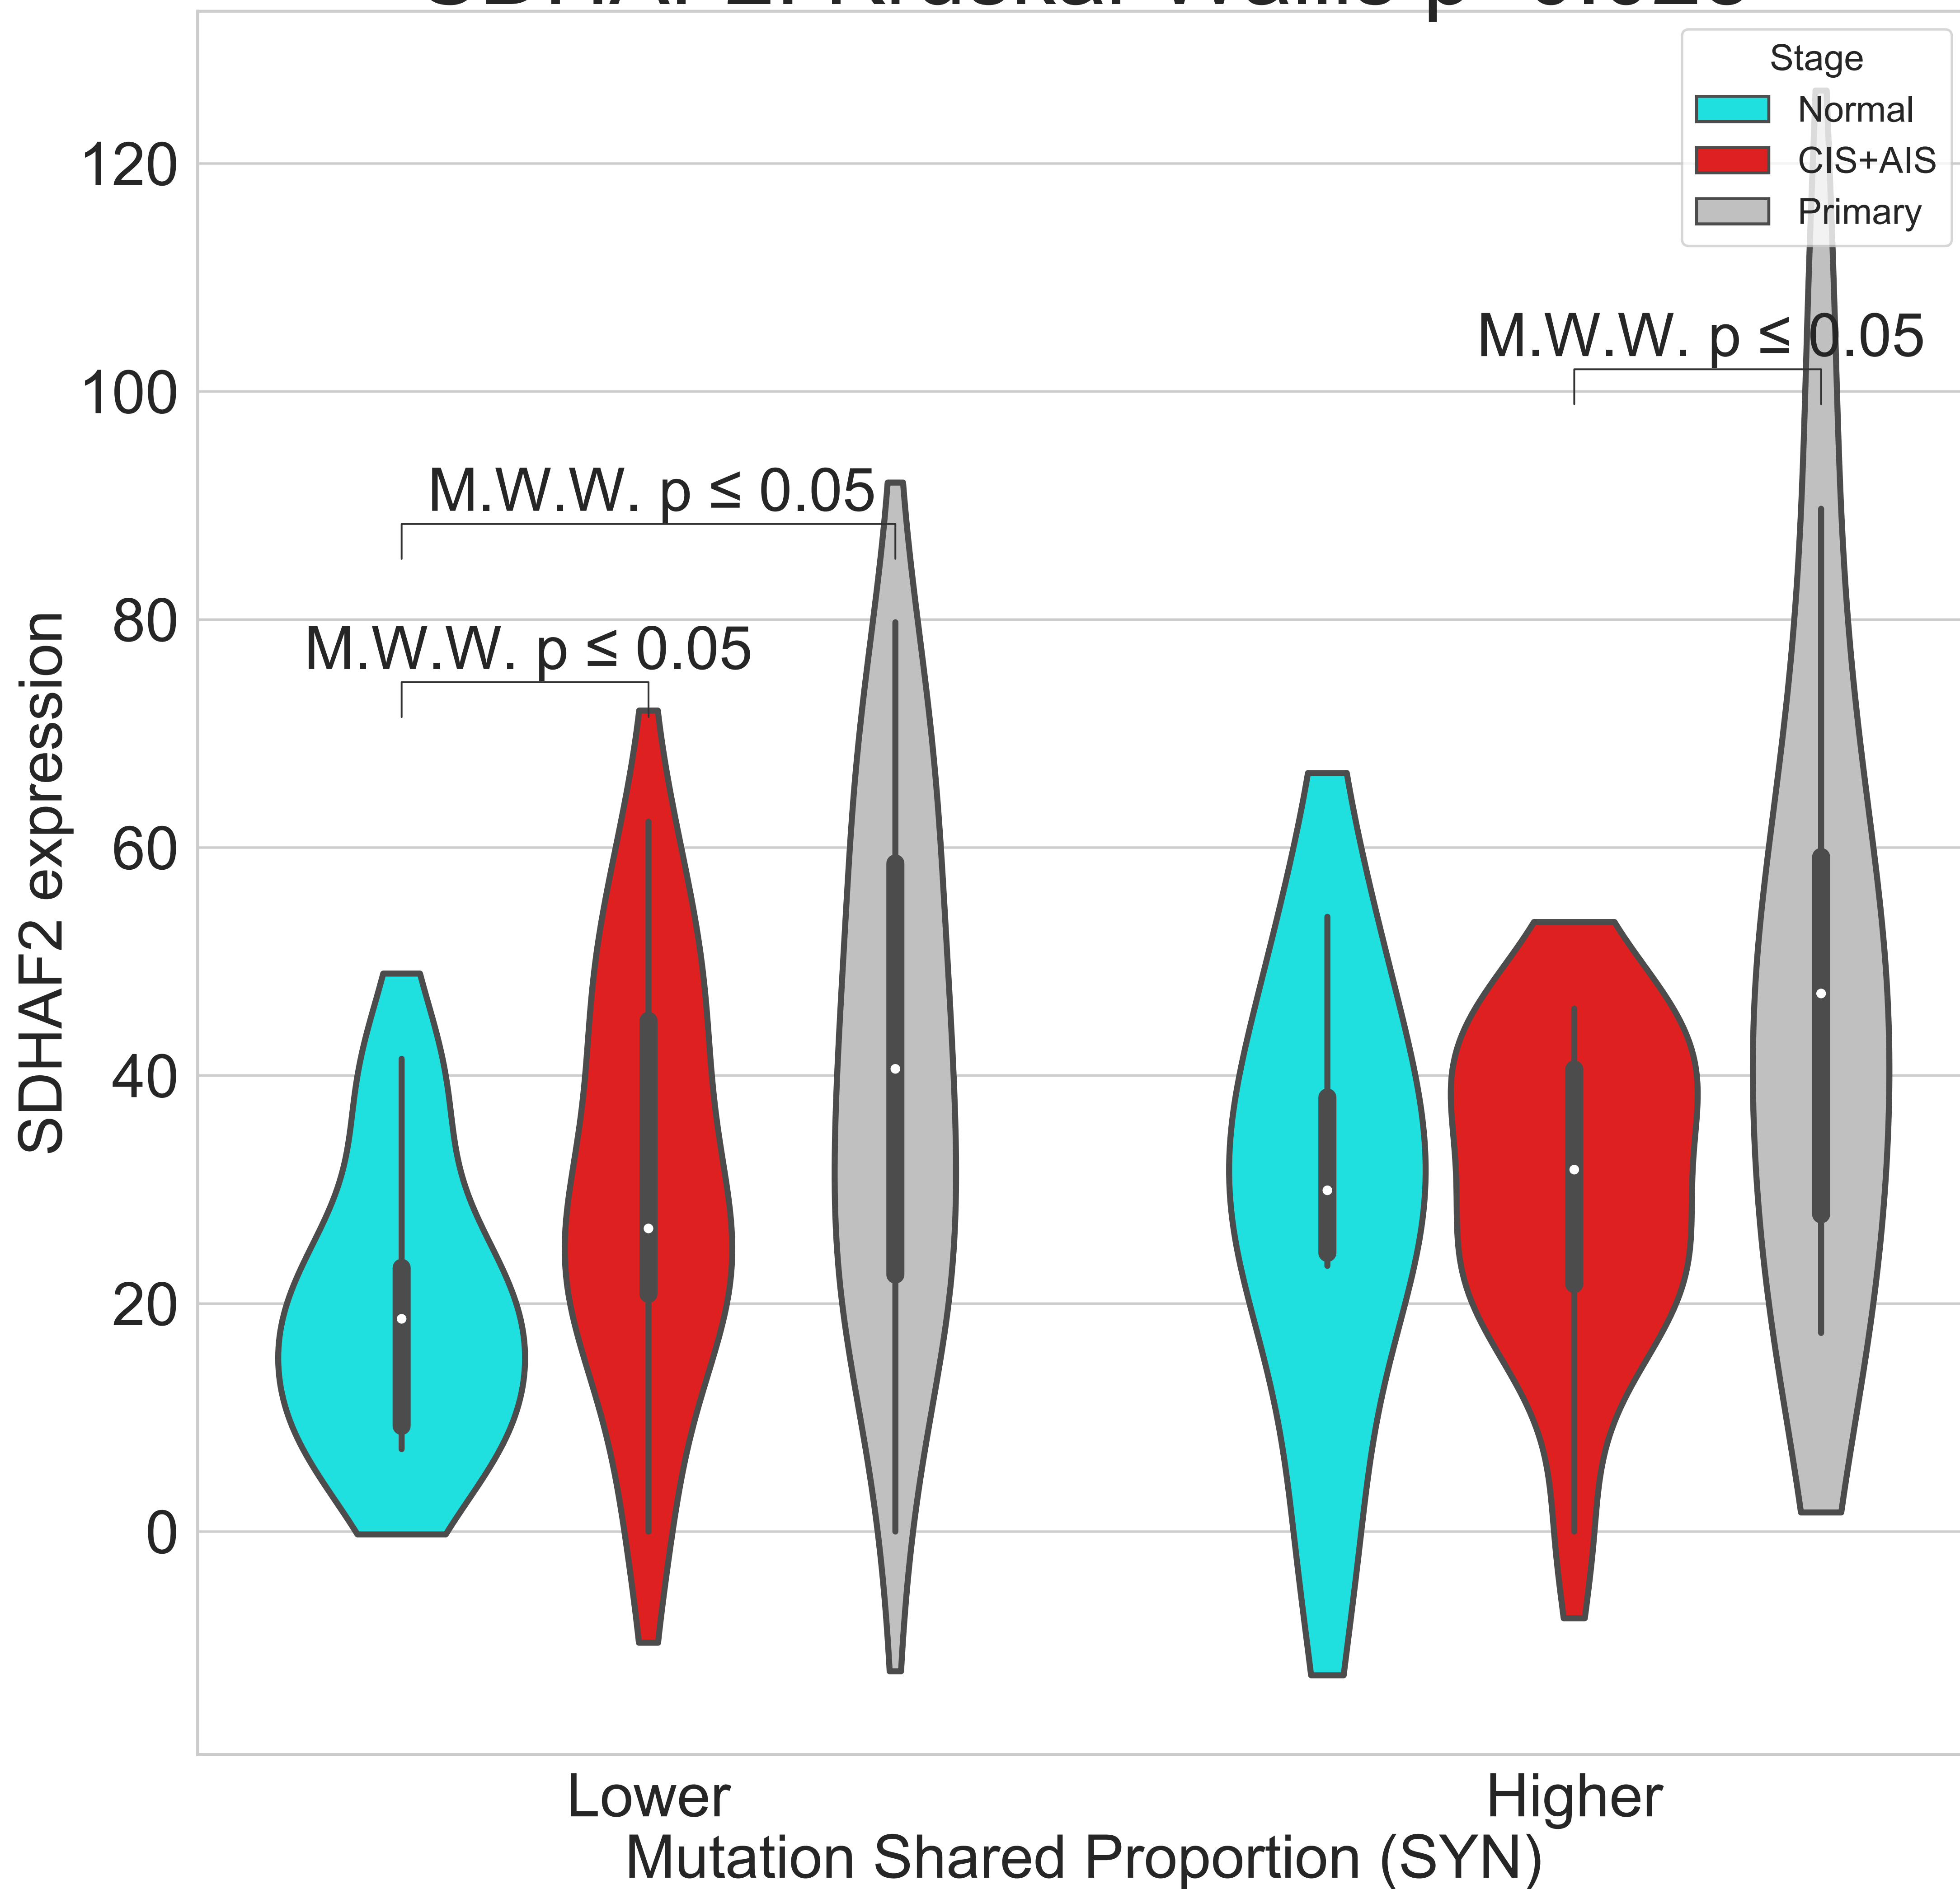 Stage
Normal
CIS+AIS
Primary
120
100
80
60
40
20
0
SDHAF2 expression
M.W.W. p ≤ 0.05
M.W.W. p ≤ 0.05
M.W.W. p ≤ 0.05
Lower
Higher
Mutation Shared Proportion (SYN)